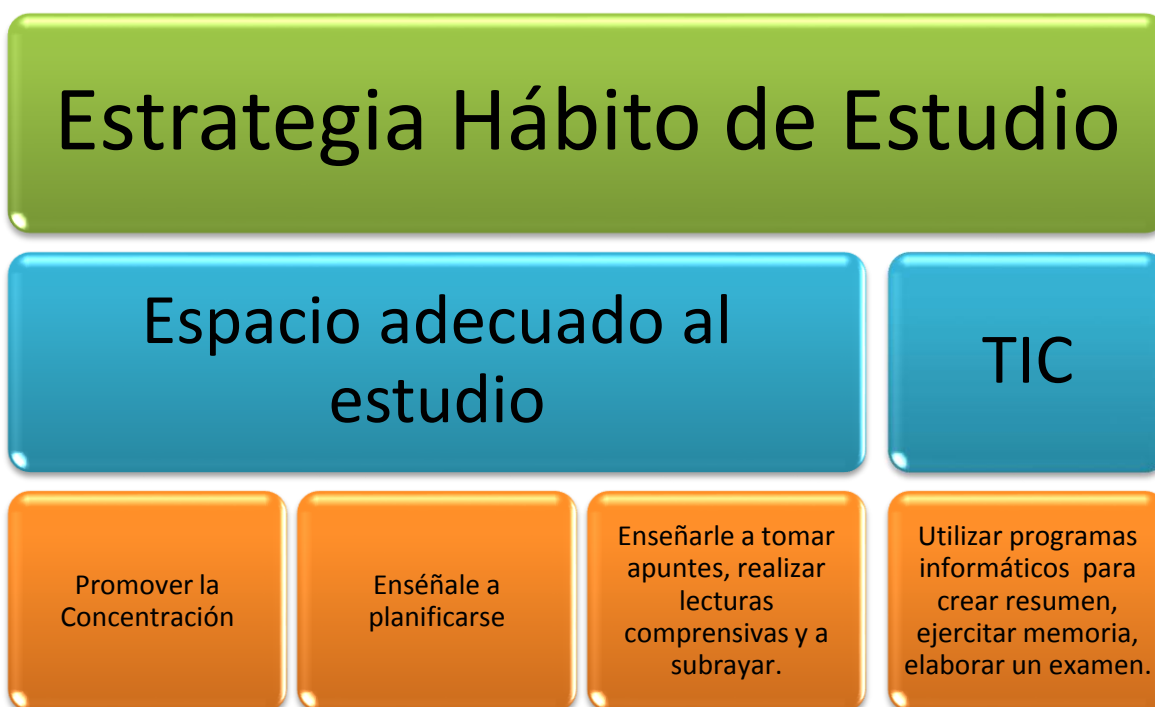 Estrategia Hábito de Estudio
Espacio adecuado al
estudio
TIC
Promover la
Concentración
Enséñale a
planificarse
Enseñarle a tomar
apuntes, realizar
lecturas
comprensivas y a
subrayar.
Utilizar programas
informáticos para
crear resumen,
ejercitar memoria,
elaborar un examen.